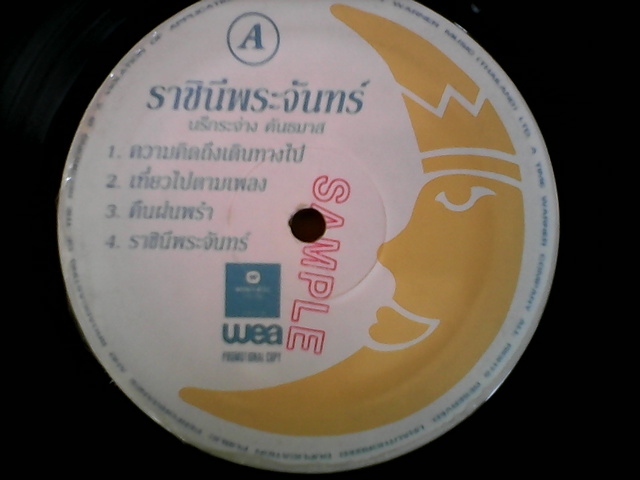 A
ราชินีพระจันทร์
นรีกระจ่าง คันธมาส
1. ความคิดถึงเดินทางไป
2. เที่ยวไปตามเพลง
3. คืนฝนพรำ
4. ราชินีพระจันทร์
SAMPLE
wea
PROMOTIONAL COPY